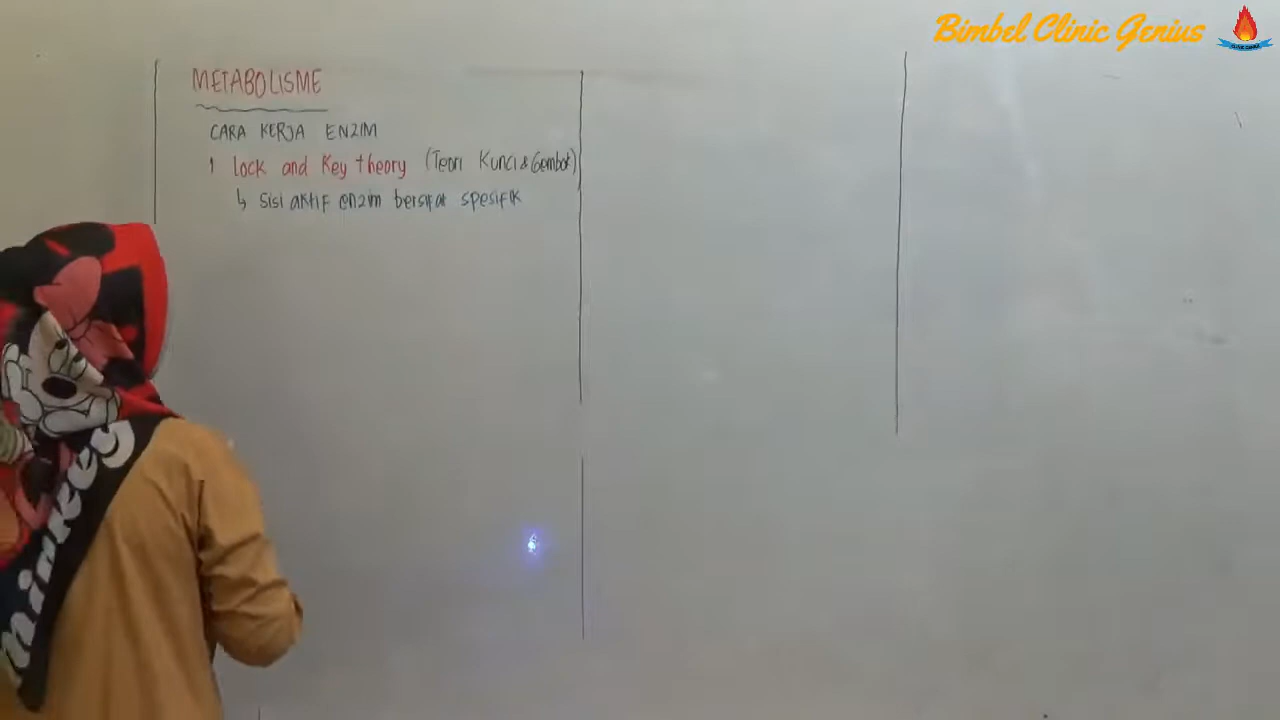 Bimbel Clinic Genius
METABOLISME
CARA KERJA ENZIM
1 Lock and Key theory (Teori Kunci & Gembok)
↳ Sisi aktif enzim bersifat spesifik